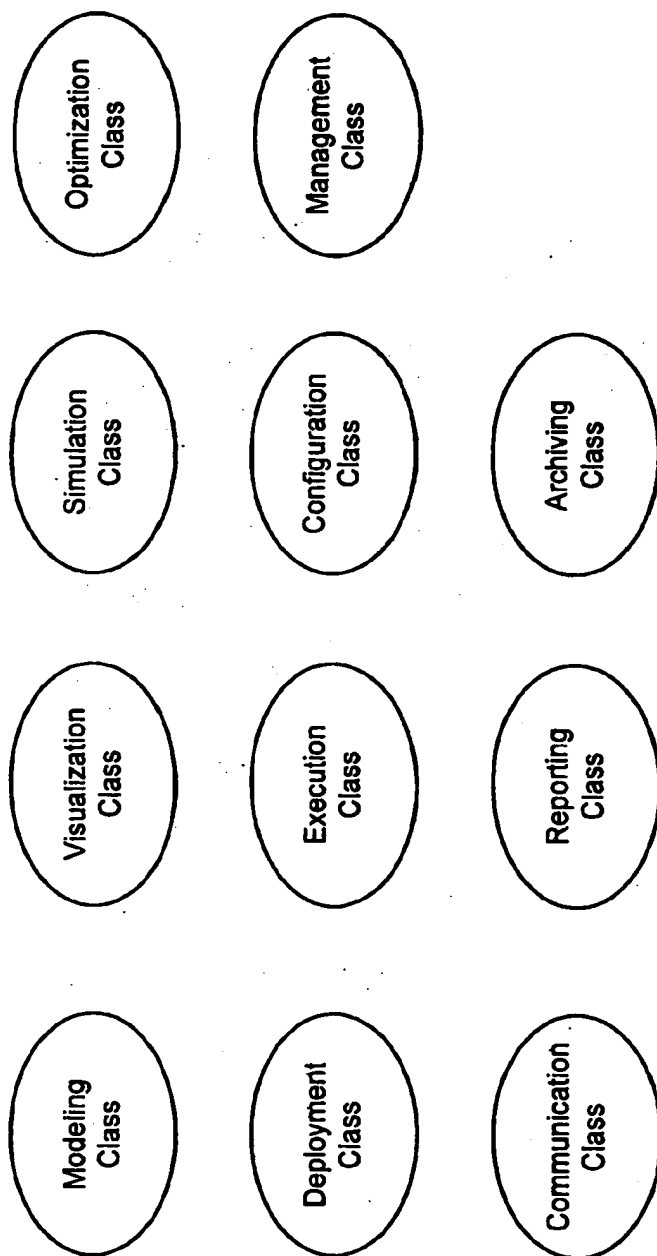 Modeling
Class
Visualization
Class
Simulation
Class
Optimization
Class
Deployment
Class
Execution
Class
Configuration
Class
Management
Class
Communication
Class
Reporting
Class
Archiving
Class